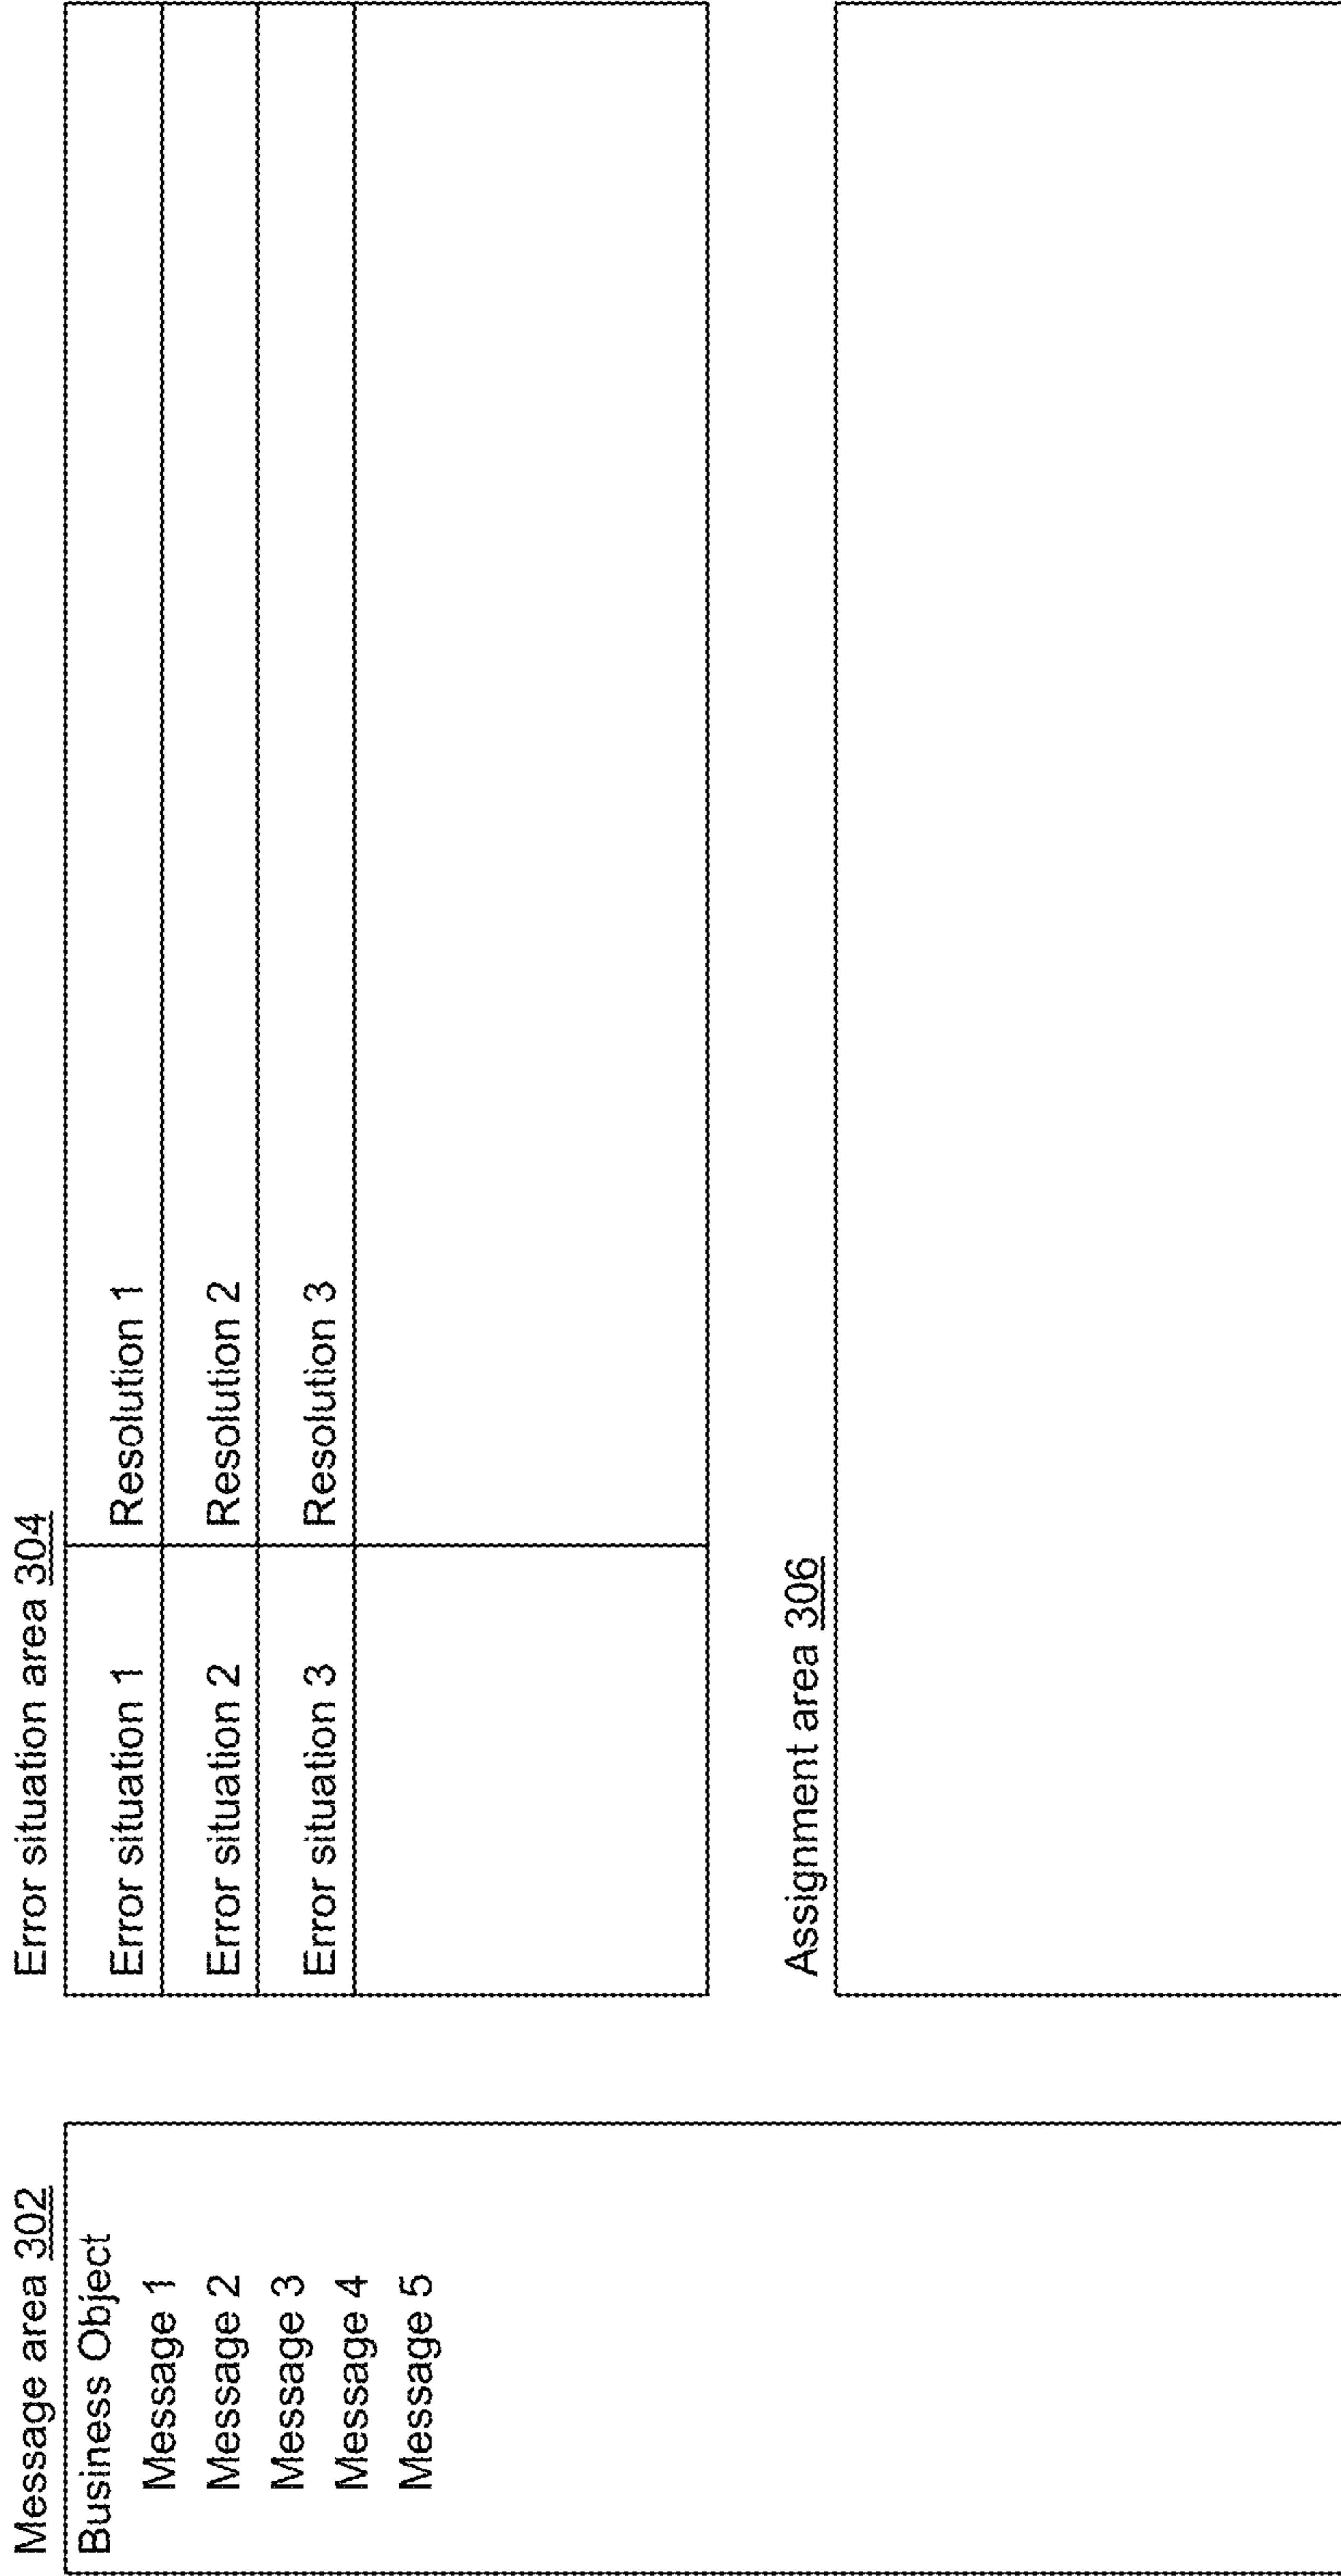 Message area 302
Business Object
Message 1
Message 2
Message 3
Message 4
Message 5
Error situation area 304
Error situation 1 Resolution 1
Error situation 2 Resolution 2
Error situation 3 Resolution 3
Assignment area 306